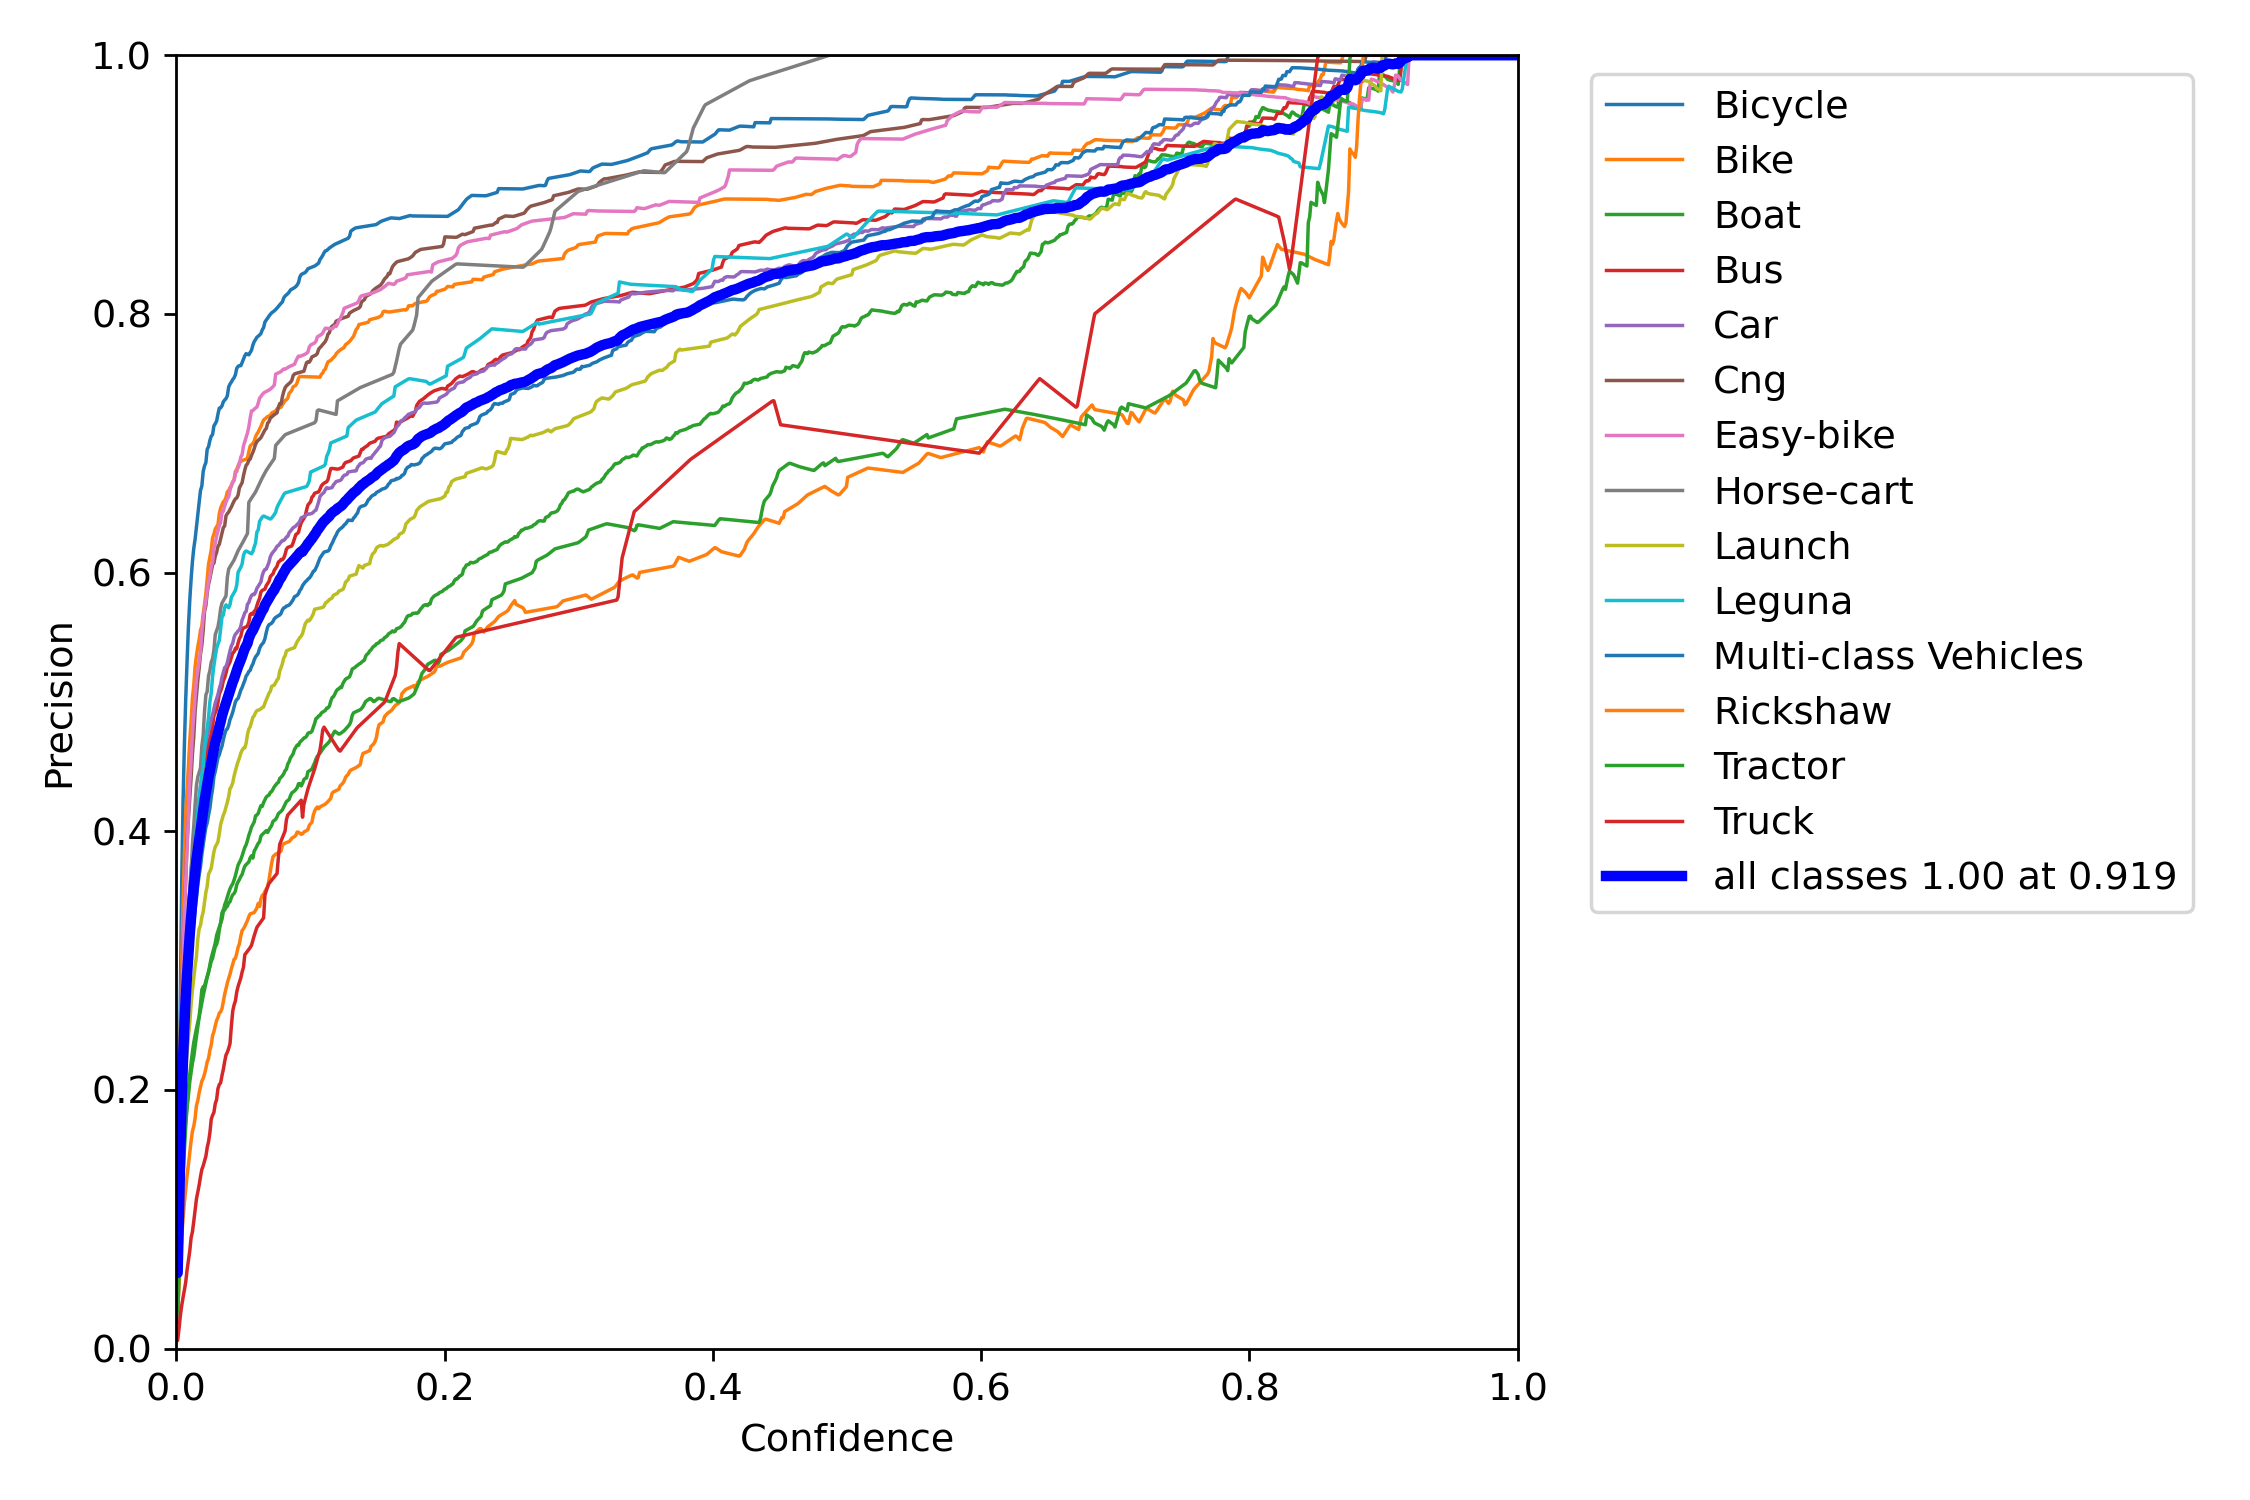 1.0
0.8
0.6
0.4
0.2
0.0
Precision
0.0 0.2 0.4 0.6 0.8 1.0
Confidence
Bicycle
Bike
Boat
Bus
Car
Cng
Easy-bike
Horse-cart
Launch
Leguna
Multi-class Vehicles
Rickshaw
Tractor
Truck
all classes 1.00 at 0.919